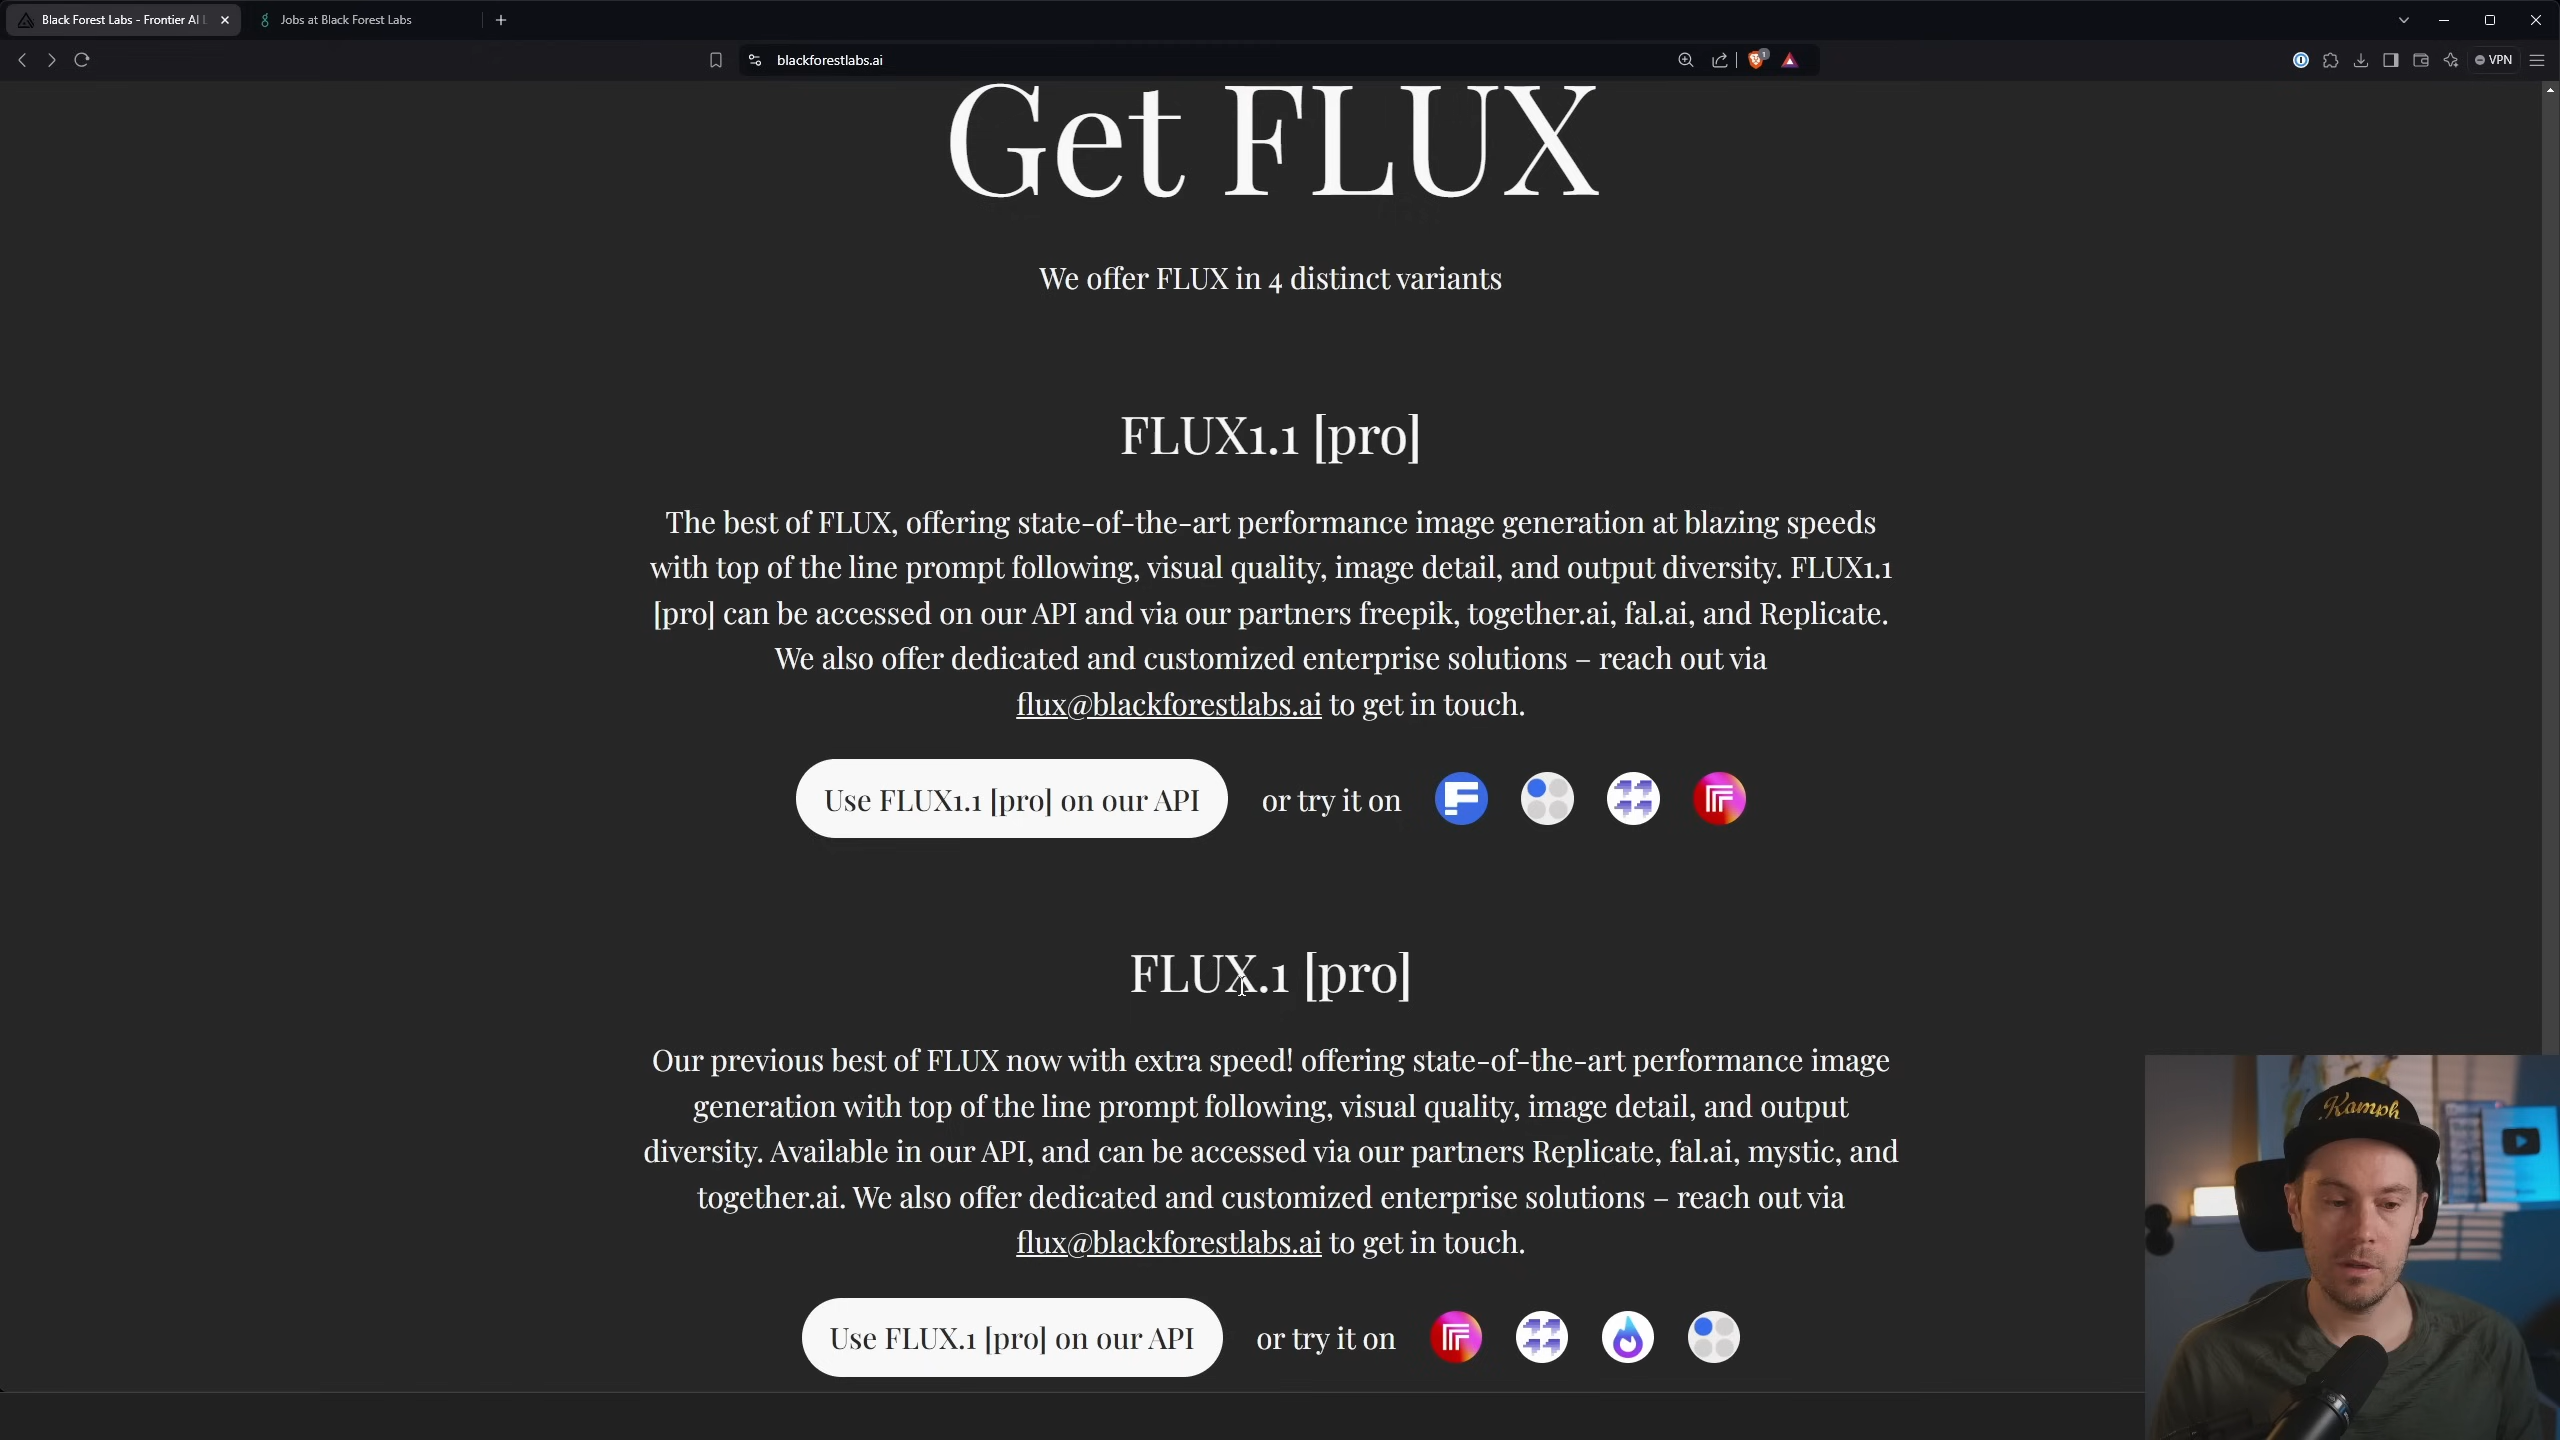 Black Forest Labs - Frontier AI L
Jobs at Black Forest Labs
blackforestlabs.ai
1
VPN
Get FLUX
We offer FLUX in 4 distinct variants
FLUX1.1 [pro]
The best of FLUX, offering state-of-the-art performance image generation at blazing speeds
with top of the line prompt following, visual quality, image detail, and output diversity. FLUX1.1
[pro] can be accessed on our API and via our partners freepik, together.ai, fal.ai, and Replicate.
We also offer dedicated and customized enterprise solutions – reach out via
flux@blackforestlabs.ai to get in touch.
Use FLUX1.1 [pro] on our API or try it on
FLUX.1 [pro]
Our previous best of FLUX now with extra speed! offering state-of-the-art performance image
generation with top of the line prompt following, visual quality, image detail, and output
diversity. Available in our API, and can be accessed via our partners Replicate, fal.ai, mystic, and
together.ai. We also offer dedicated and customized enterprise solutions – reach out via
flux@blackforestlabs.ai to get in touch.
Use FLUX.1 [pro] on our API or try it on
Kamph